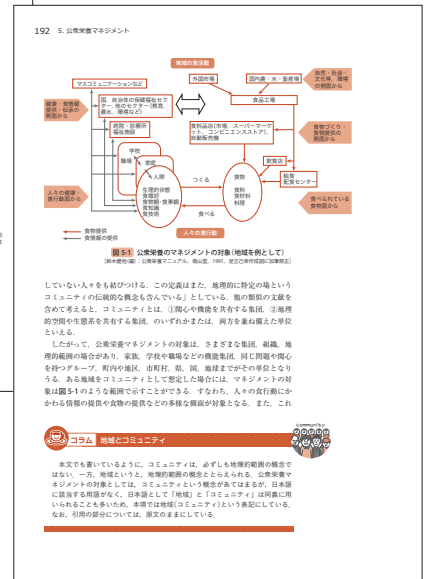 192　5. 公衆栄養マネジメント
地域の食活動
マスコミュニケーションなど
外国市場
国内農・水・畜産場
自然・社会・
文化等，環境
の側面から
健康・食情報
提供・伝承の
側面から
国，自治体の保健福祉セク
ター，他のセクター(教育，
農水，環境など)
食品工場
病院・診療所
福祉施設
食料品店(市場，スーパーマーケ
ット，コンビニエンスストア)，
自動販売機
食物づくり・
食物提供の
側面から
学校
職場
家庭
人間
飲食店
給食
配食センター
つくる
食物
人々の健康・
食行動面から
生理的状態
食嗜好
食物観・食事観
食知識
食技術
食料
食材料
料理
食べられている
食物面から
食べる
食物提供
食情報の提供
人々の食行動
図 5-1　公衆栄養のマネジメントの対象(地域を例として)
していない人々をも結びつける。この定義はまた，地理的に特定の場という
コミュニティの伝統的な概念も含んでいる」としている。他の類似の文献を
含めて考えると，コミュニティとは，①関心や機能を共有する集団，②地理
的空間や生態系を共有する集団，のいずれかまたは，両方を兼ね備えた単位
といえる。
したがって，公衆栄養マネジメントの対象は，さまざまな集団，組織，地
理的範囲の場合があり，家族，学校や職場などの機能集団，同じ問題や関心
を持つグループ，町内や地区，市町村，県，国，地球までがその単位となり
うる。ある地域をコミュニティとして想定した場合には，マネジメントの対
象は図5-1のような範囲で示すことができる。すなわち，人々の食行動にか
かわる情報の提供や食物の提供などの多様な側面が対象となる。また，これ
コラム　地域とコミュニティ
community
本文でも書いているように，コミュニティは，必ずしも地理的範囲の概念で
はない。一方，地域というと，地理的範囲の概念ととらえられる。公衆栄養マ
ネジメントの対象としては，コミュニティという概念があてはまるが，日本語
に該当する用語がなく，日本語として「地域」と「コミュニティ」は同義に用
いられることも多いため，本項では地域(コミュニティ)という表記にしている。
なお，引用の部分については，原文のままにしている。